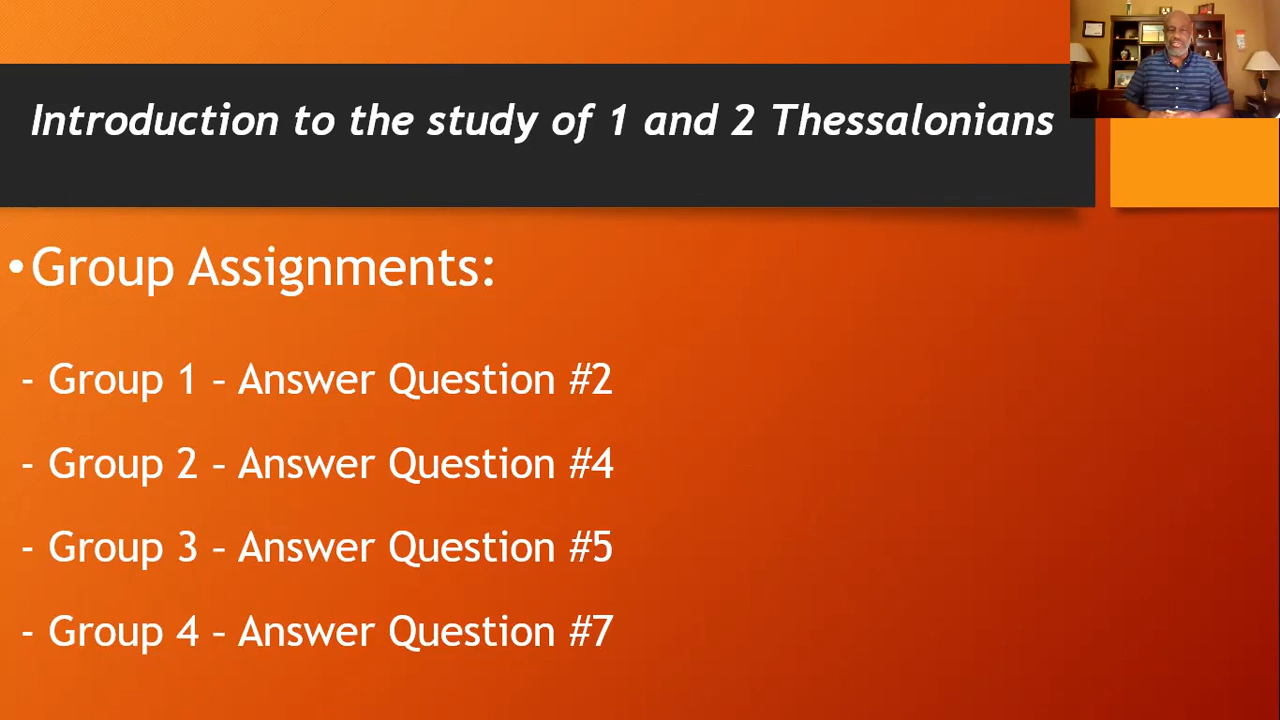 Introduction to the study of 1 and 2 Thessalonians
•Group Assignments:
- Group 1 – Answer Question #2
- Group 2 – Answer Question #4
- Group 3 – Answer Question #5
- Group 4 – Answer Question #7